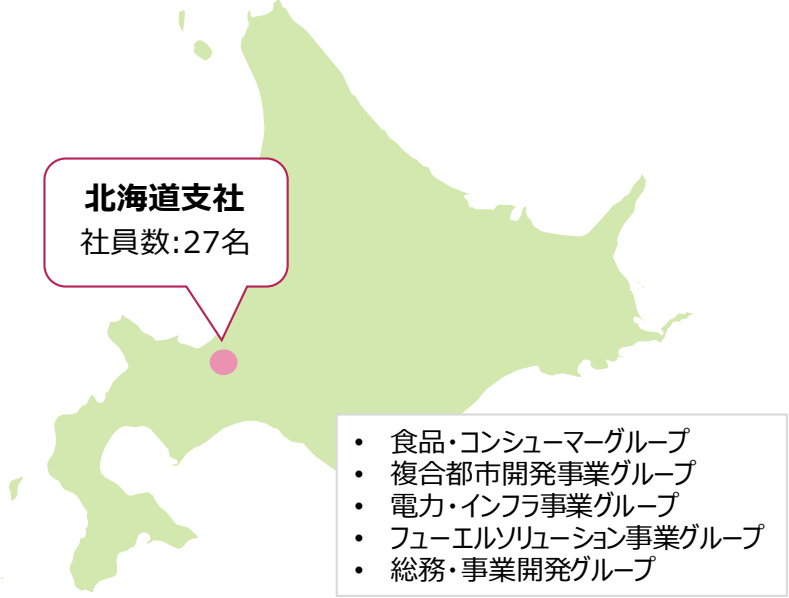 北海道支社
社員数:27名
• 食品・コンシューマーグループ
• 複合都市開発事業グループ
• 電力・インフラ事業グループ
• フューエルソリューション事業グループ
• 総務・事業開発グループ